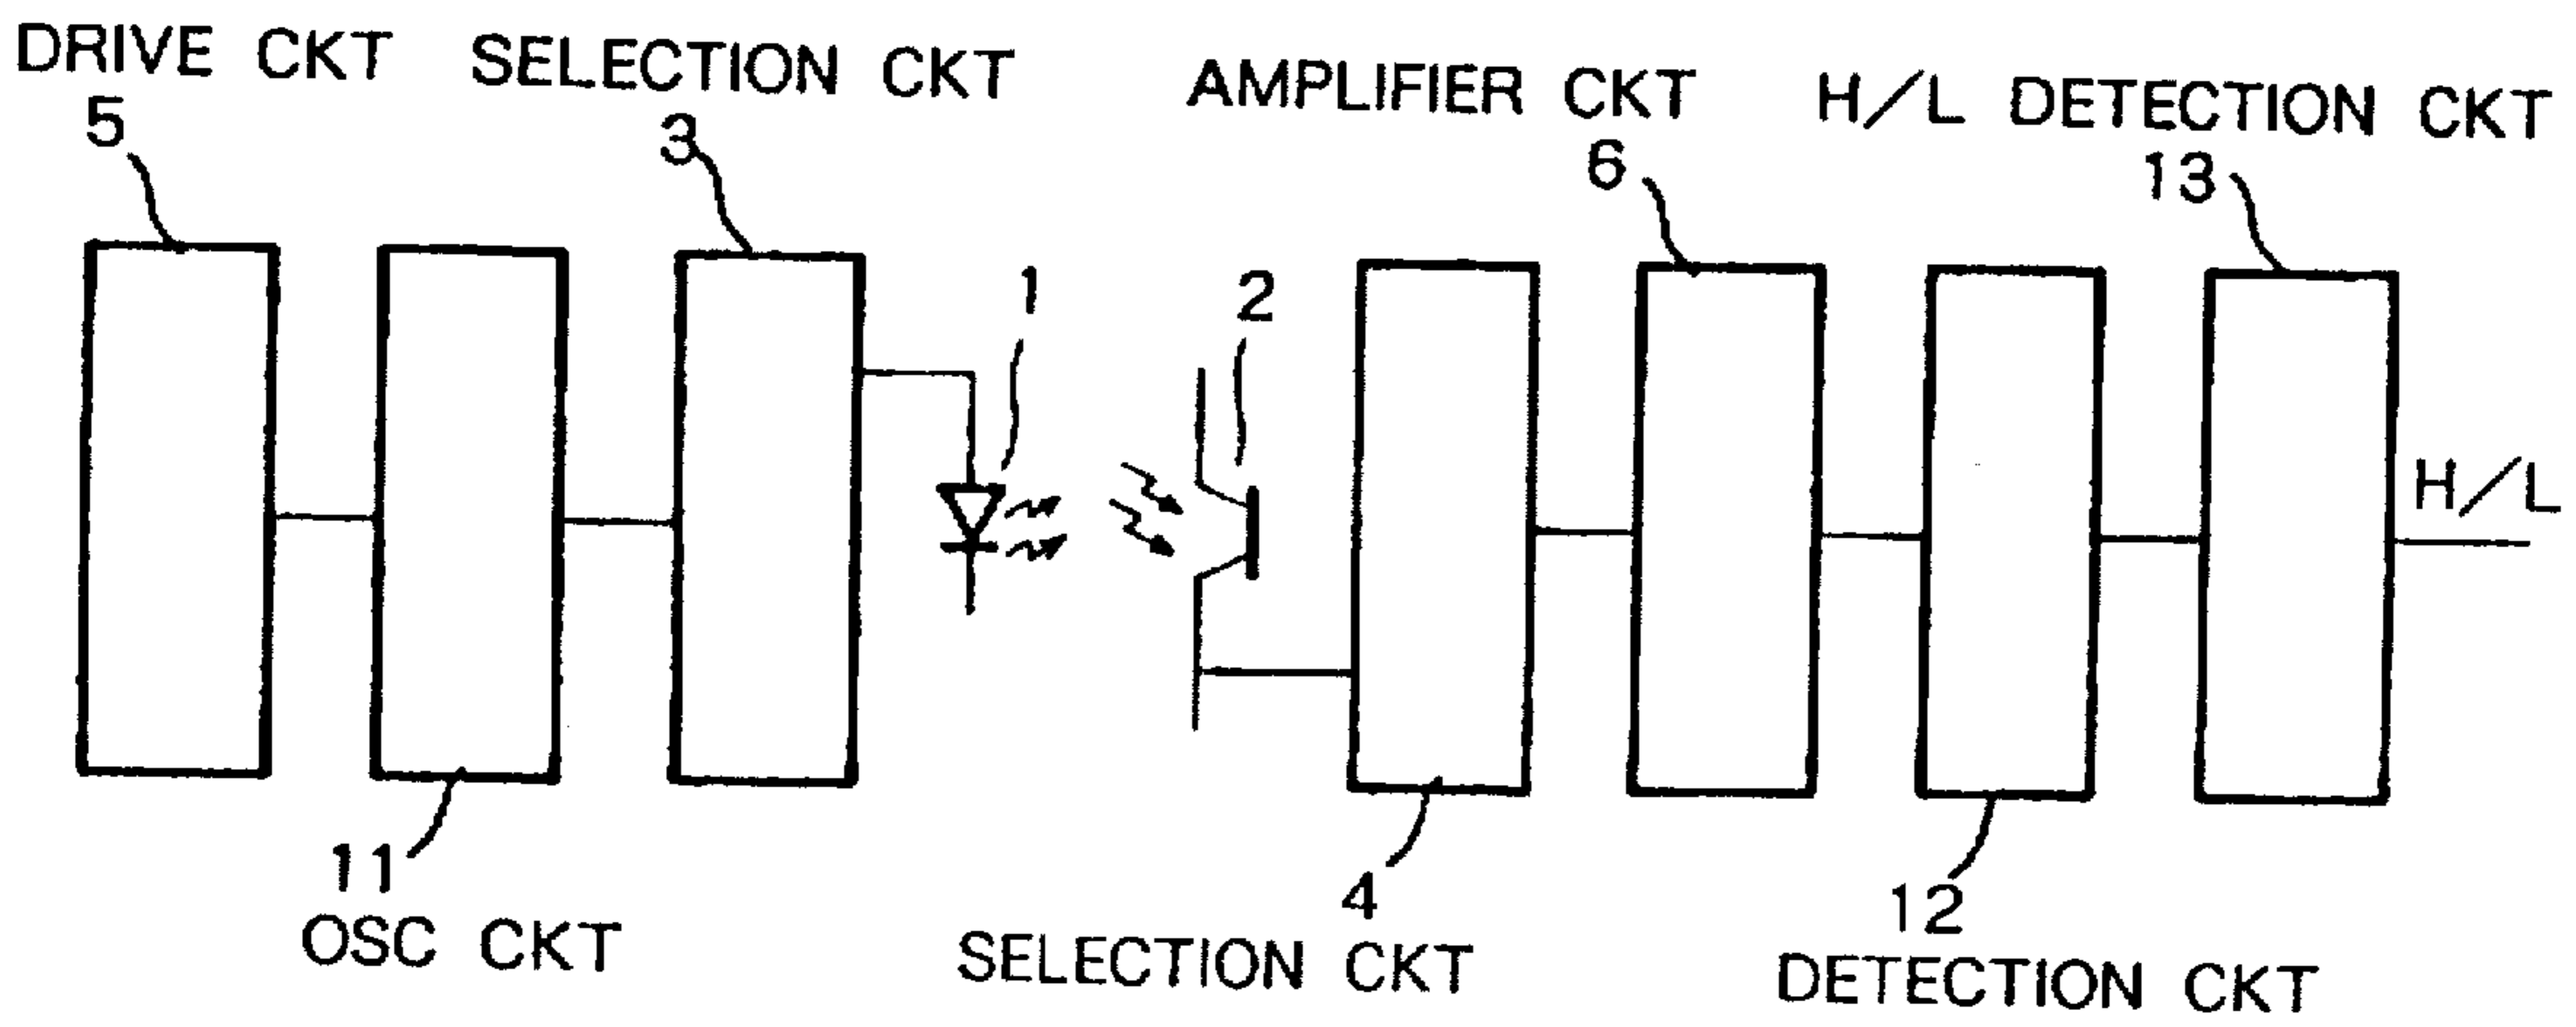 DRIVE CKT
5
SELECTION CKT
3
AMPLIFIER CKT
6
H/L DETECTION CKT
13
1
2
H/L
11
OSC CKT
4
SELECTION CKT
12
DETECTION CKT